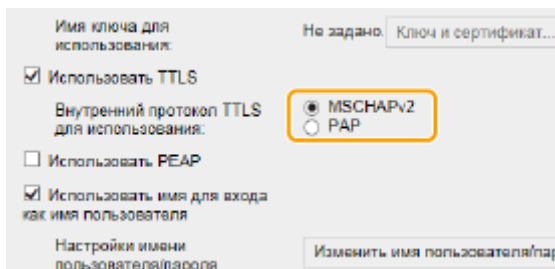 Имя ключа для
использования:
Не задано. Ключ и сертификат...
Использовать TTLS
Внутренний протокол TTLS
для использования:
MSCHAPv2
PAP
Использовать PEAP
Использовать имя для входа
как имя пользователя
Настройки имени
пользователя/пароля
Изменить имя пользователя/пар